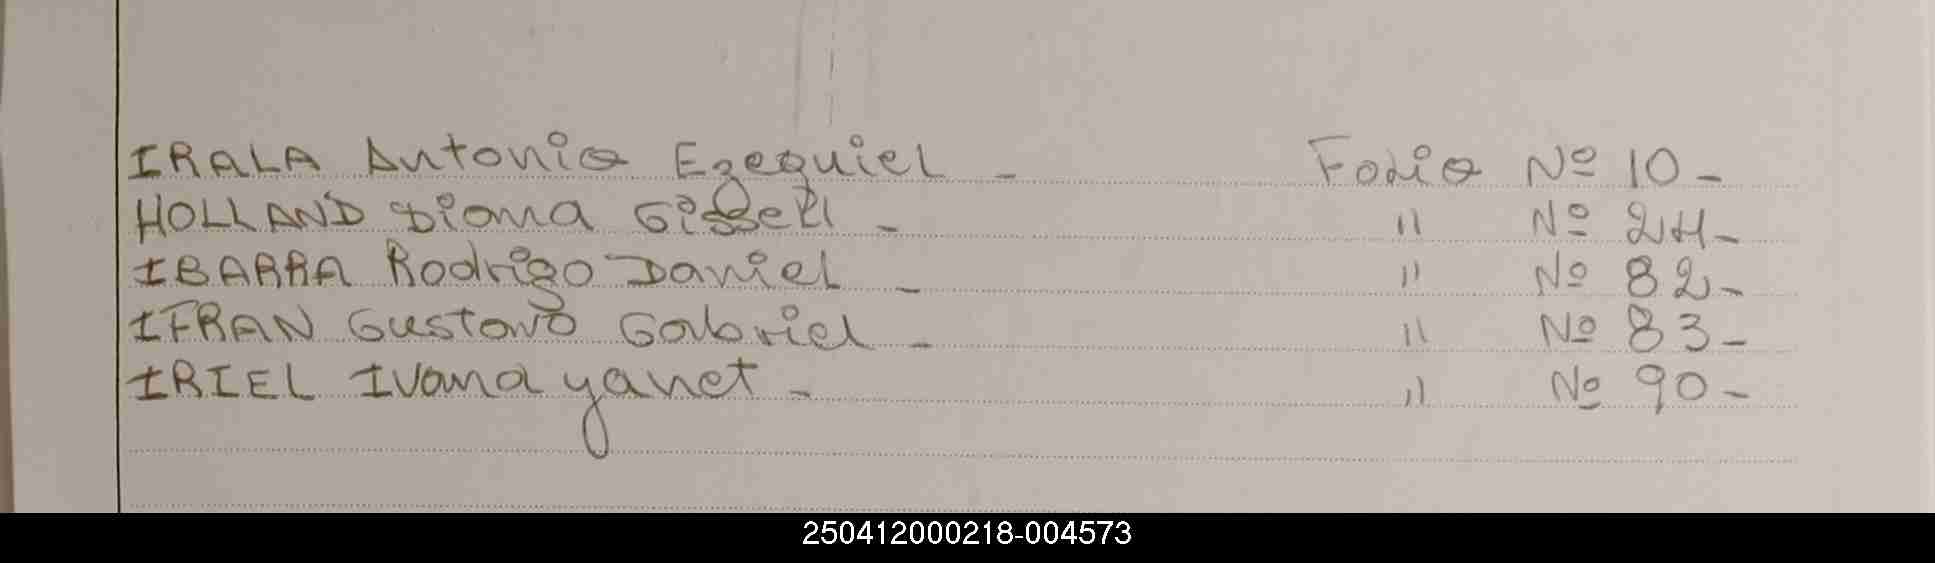 IRALA Antonio Ezequiel - Folio Nº 10 -
HOLLAND Diana Gissell - " Nº 24 -
IBARRA Rodrigo Daniel - " Nº 82 -
IFRAN Gustavo Gabriel - " Nº 83 -
IRIEL Ivana yanet - " Nº 90 -
250412000218-004573